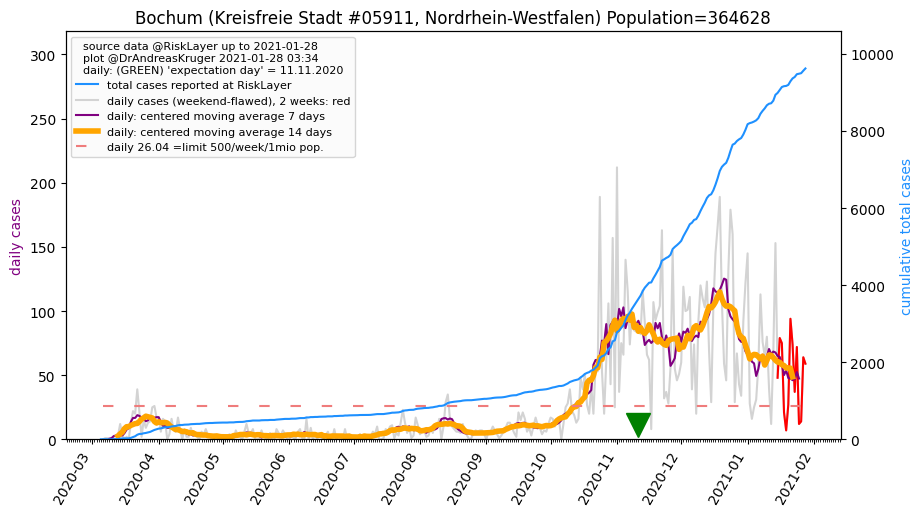 Bochum (Kreisfreie Stadt #05911, Nordrhein-Westfalen) Population=364628
source data @RiskLayer up to 2021-01-28
plot @DrAndreasKruger 2021-01-28 03:34
daily: (GREEN) 'expectation day' = 11.11.2020
total cases reported at RiskLayer
daily cases (weekend-flawed), 2 weeks: red
daily: centered moving average 7 days
daily: centered moving average 14 days
daily 26.04 =limit 500/week/1mio pop.
daily cases
300
250
200
150
100
50
0
cumulative total cases
10000
8000
6000
4000
2000
0
2020-03
2020-04
2020-05
2020-06
2020-07
2020-08
2020-09
2020-10
2020-11
2020-12
2021-01
2021-02